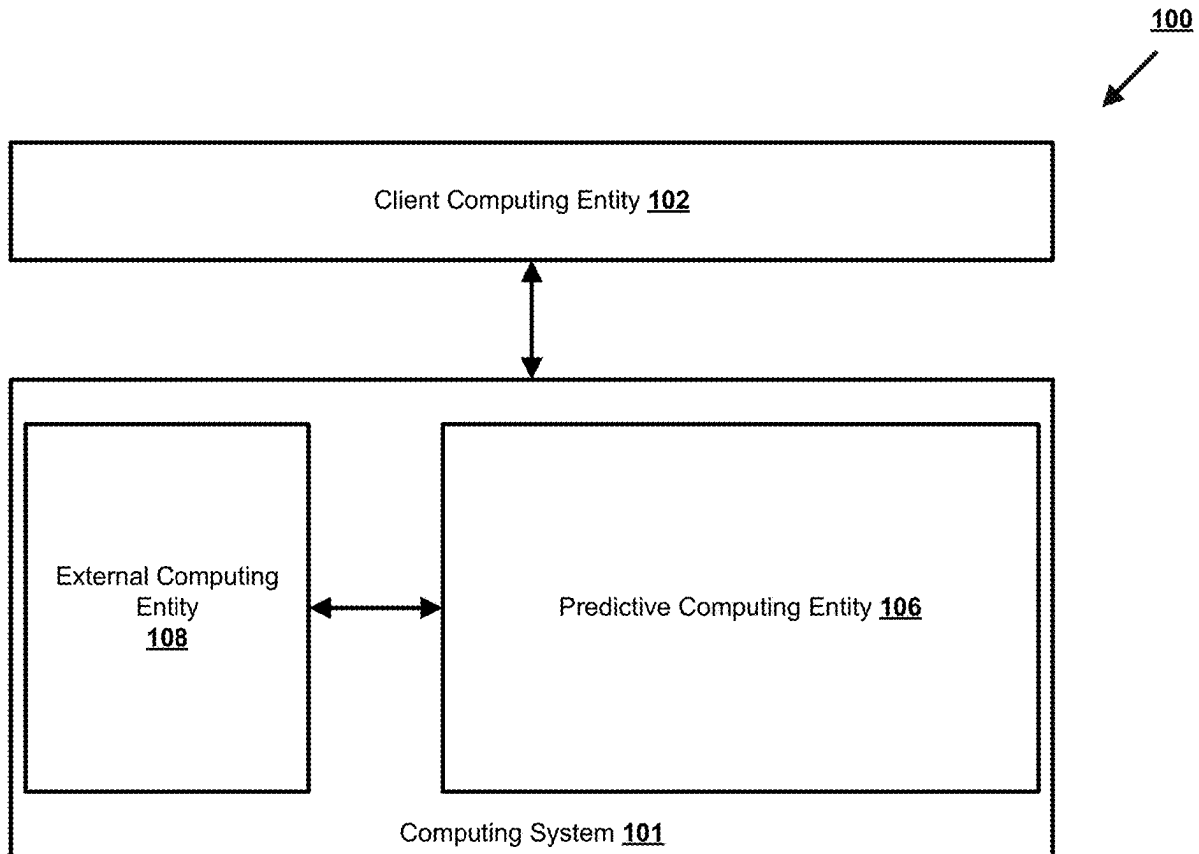 100
Client Computing Entity 102
External Computing
Entity
108
Predictive Computing Entity 106
Computing System 101